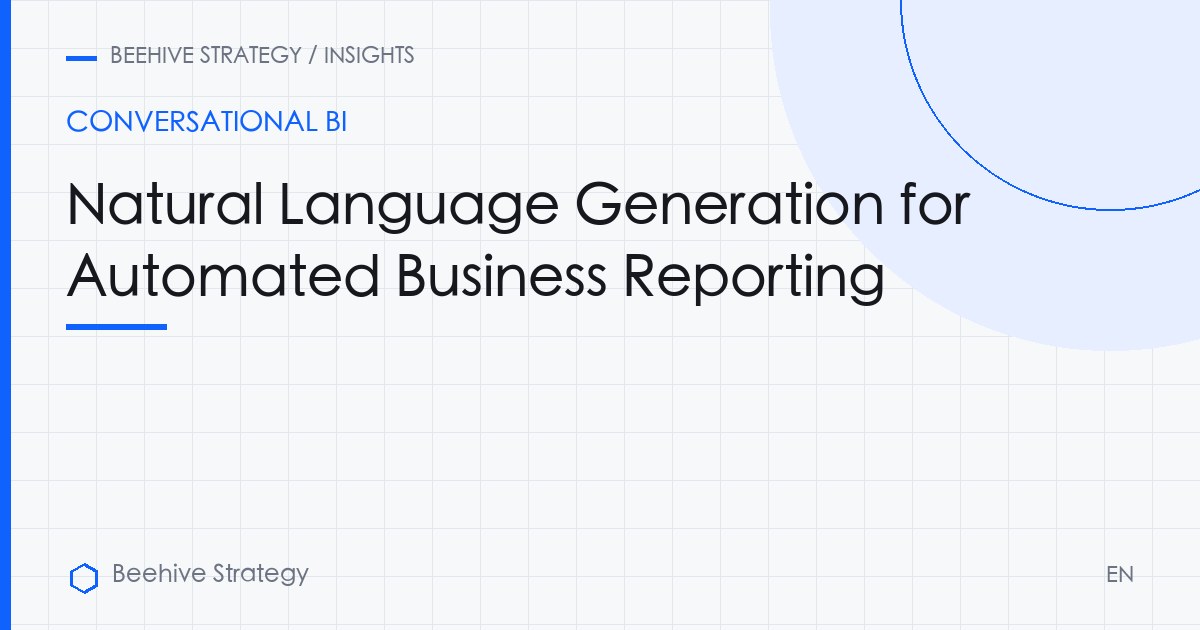 BEEHIVE STRATEGY / INSIGHTS
CONVERSATIONAL BI
Natural Language Generation for
Automated Business Reporting
Beehive Strategy
EN